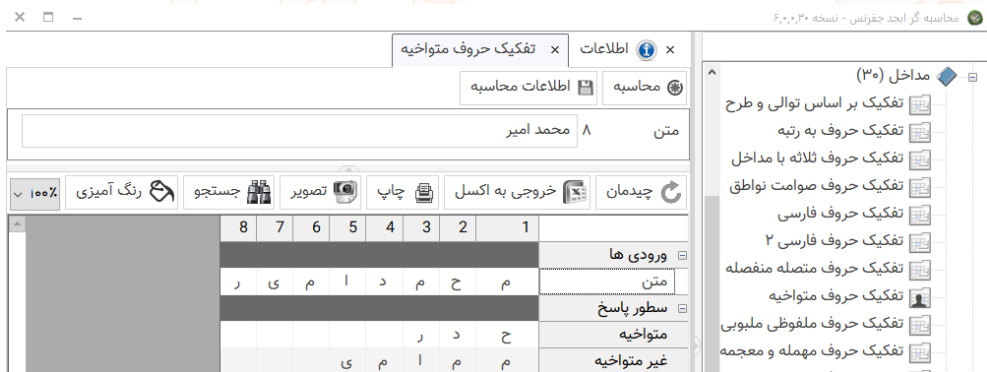 محاسبه گر ابجد جفرنس - نسخه ۶,۰,۰,۳۰
اطلاعات
تفکیک حروف متواخیه
محاسبه
اطلاعات محاسبه
متن ۸ محمد امیر
چیدمان
خروجی به اکسل
چاپ
تصویر
جستجو
رنگ آمیزی
۱۰۰٪
1 2 3 4 5 6 7 8
ورودی ها
متن م ح م د ا م ی ر
سطور پاسخ
متواخیه ح د ر
غیر متواخیه م م ا م ی
مداخل (۳۰)
تفکیک بر اساس توالی و طرح
تفکیک حروف به رتبه
تفکیک حروف ثلاثه با مداخل
تفکیک حروف صوامت نواطق
تفکیک حروف فارسی
تفکیک حروف فارسی ۲
تفکیک حروف متصله منفصله
تفکیک حروف متواخیه
تفکیک حروف ملفوظی ملبوبی
تفکیک حروف مهمله و معجمه